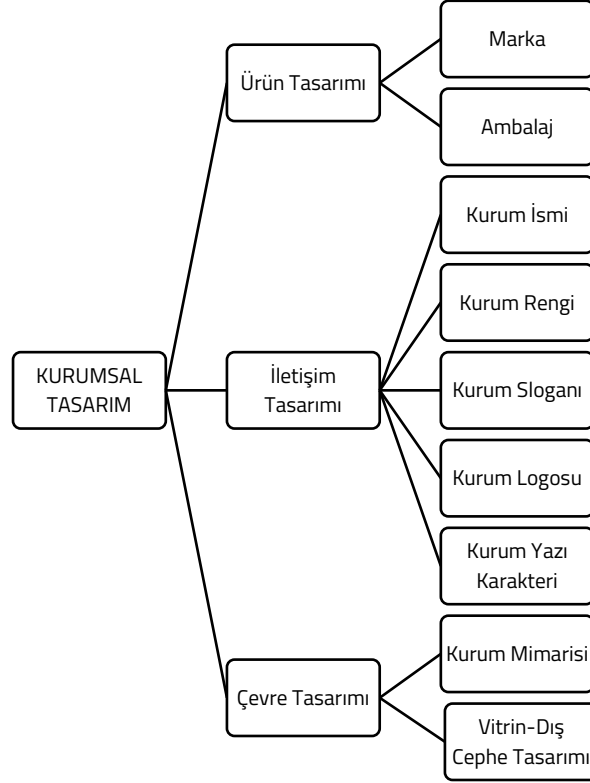 Marka
Ürün Tasarımı
Ambalaj
Kurum İsmi
Kurum Rengi
KURUMSAL
TASARIM
İletişim
Tasarımı
Kurum Sloganı
Kurum Logosu
Kurum Yazı
Karakteri
Kurum Mimarisi
Çevre Tasarımı
Vitrin-Dış
Cephe Tasarımı